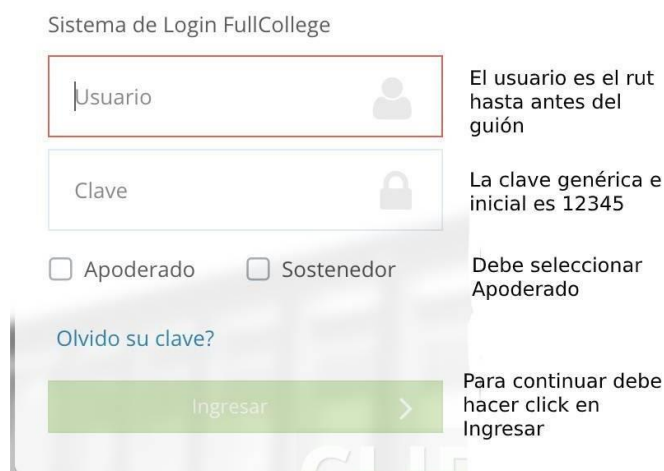 Sistema de Login FullCollege
Usuario
El usuario es el rut
hasta antes del
guión
Clave
La clave genérica e
inicial es 12345
Apoderado
Sostenedor
Debe seleccionar
Apoderado
Olvido su clave?
Ingresar
Para continuar debe
hacer click en
Ingresar